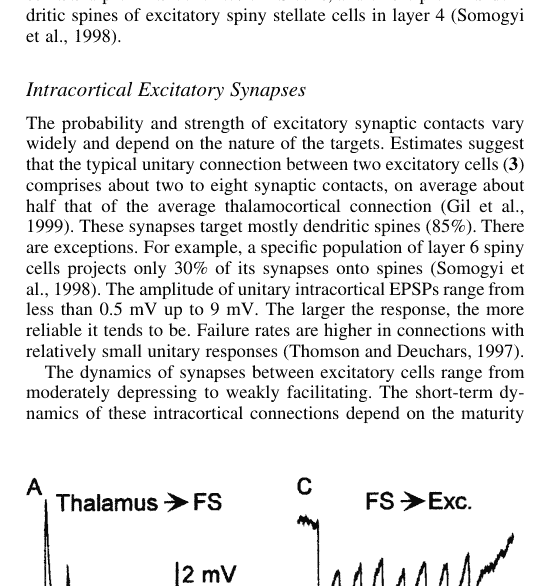 dritic spines of excitatory spiny stellate cells in layer 4 (Somogyi
et al., 1998).
Intracortical Excitatory Synapses
The probability and strength of excitatory synaptic contacts vary
widely and depend on the nature of the targets. Estimates suggest
that the typical unitary connection between two excitatory cells (3)
comprises about two to eight synaptic contacts, on average about
half that of the average thalamocortical connection (Gil et al.,
1999). These synapses target mostly dendritic spines (85%). There
are exceptions. For example, a specific population of layer 6 spiny
cells projects only 30% of its synapses onto spines (Somogyi et
al., 1998). The amplitude of unitary intracortical EPSPs range from
less than 0.5 mV up to 9 mV. The larger the response, the more
reliable it tends to be. Failure rates are higher in connections with
relatively small unitary responses (Thomson and Deuchars, 1997).
The dynamics of synapses between excitatory cells range from
moderately depressing to weakly facilitating. The short-term dy-
namics of these intracortical connections depend on the maturity
A
Thalamus ➔ FS
2 mV
C
FS ➔ Exc.